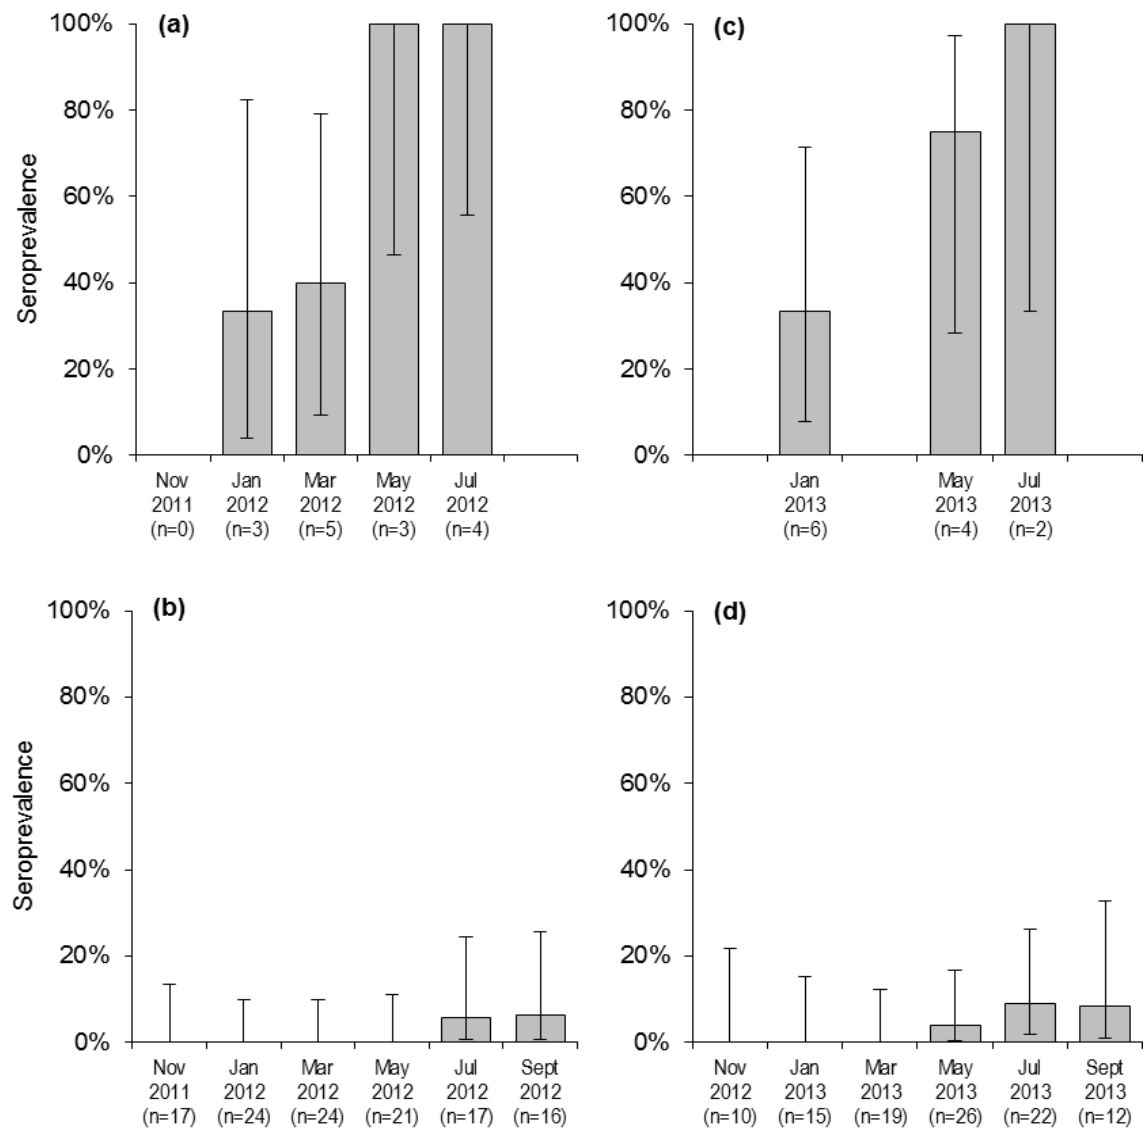 (a)
100%
80%
60%
40%
20%
0%
Seroprevalence
Nov 2011 (n=0)
Jan 2012 (n=3)
Mar 2012 (n=5)
May 2012 (n=3)
Jul 2012 (n=4)
(c)
100%
80%
60%
40%
20%
0%
Jan 2013 (n=6)
May 2013 (n=4)
Jul 2013 (n=2)
(b)
100%
80%
60%
40%
20%
0%
Seroprevalence
Nov 2011 (n=17)
Jan 2012 (n=24)
Mar 2012 (n=24)
May 2012 (n=21)
Jul 2012 (n=17)
Sept 2012 (n=16)
(d)
100%
80%
60%
40%
20%
0%
Nov 2012 (n=10)
Jan 2013 (n=15)
Mar 2013 (n=19)
May 2013 (n=26)
Jul 2013 (n=22)
Sept 2013 (n=12)